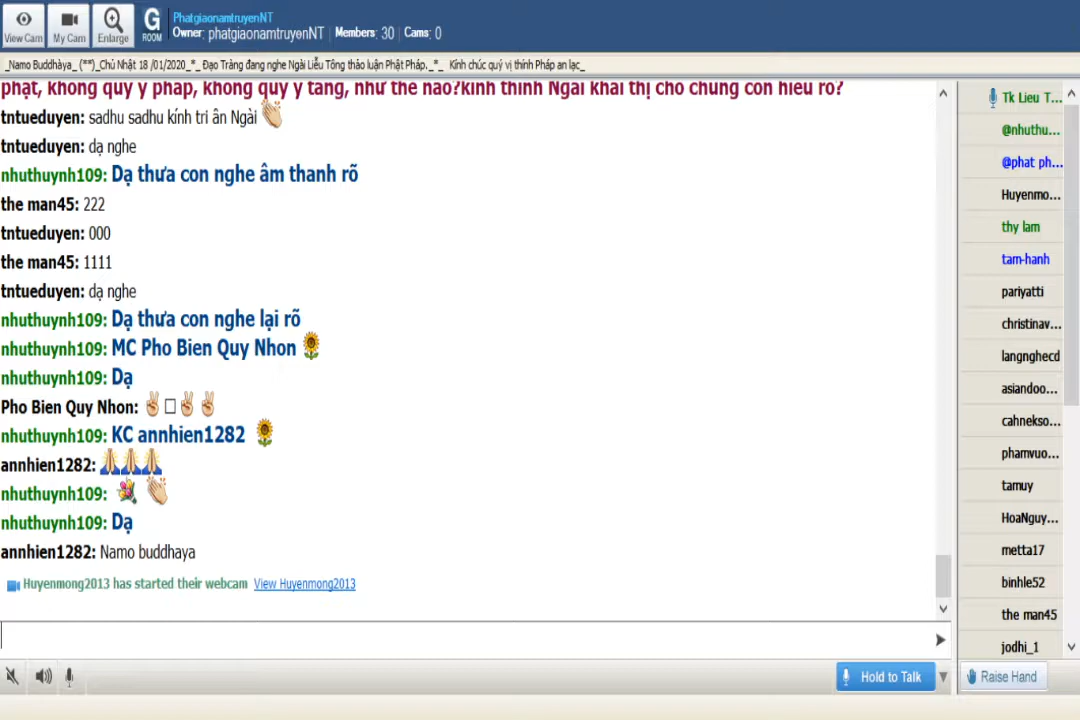 View Cam
My Cam
Enlarge
G
ROOM
PhatgiaonamtruyenNT
Owner: phatgiaonamtruyenNT Members: 30 Cams: 0
_Namo Buddhàya_ (**)_Chủ Nhật 18 /01/2020_*_ Đạo Tràng đang nghe Ngài Liễu Tông thảo luận Phật Pháp._*_ Kính chúc quý vị thính Pháp an lạc_
phật, không quy y pháp, không quy y tăng, như thế nào?kính thỉnh Ngài khai thị cho chúng con hiểu rõ?
tntueduyen: sadhu sadhu kính tri ân Ngài
tntueduyen: dạ nghe
nhuthuynh109: Dạ thưa con nghe âm thanh rõ
the man45: 222
tntueduyen: 000
the man45: 1111
tntueduyen: dạ nghe
nhuthuynh109: Dạ thưa con nghe lại rõ
nhuthuynh109: MC Pho Bien Quy Nhon 🌻
nhuthuynh109: Dạ
Pho Bien Quy Nhon: ✌□✌✌
nhuthuynh109: KC annhien1282 🌻
annhien1282: 🙏🙏🙏
nhuthuynh109: 💐 👏
nhuthuynh109: Dạ
annhien1282: Namo buddhaya
Huyenmong2013 has started their webcam View Huyenmong2013
Hold to Talk
Tk Lieu T...
@nhuthu...
@phat ph...
Huyenmo...
thy lam
tam-hanh
pariyatti
christinav...
langnghecd
asiandoo...
cahnekso...
phamvuo...
tamuy
HoaNguy...
metta17
binhle52
the man45
jodhi_1
Raise Hand